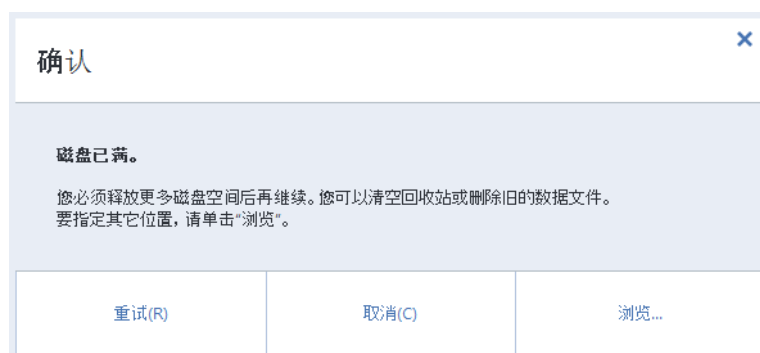 确认
磁盘已满。
您必须释放更多磁盘空间后再继续。您可以清空回收站或删除旧的数据文件。
要指定其它位置，请单击“浏览”。
重试(R)
取消(C)
浏览...